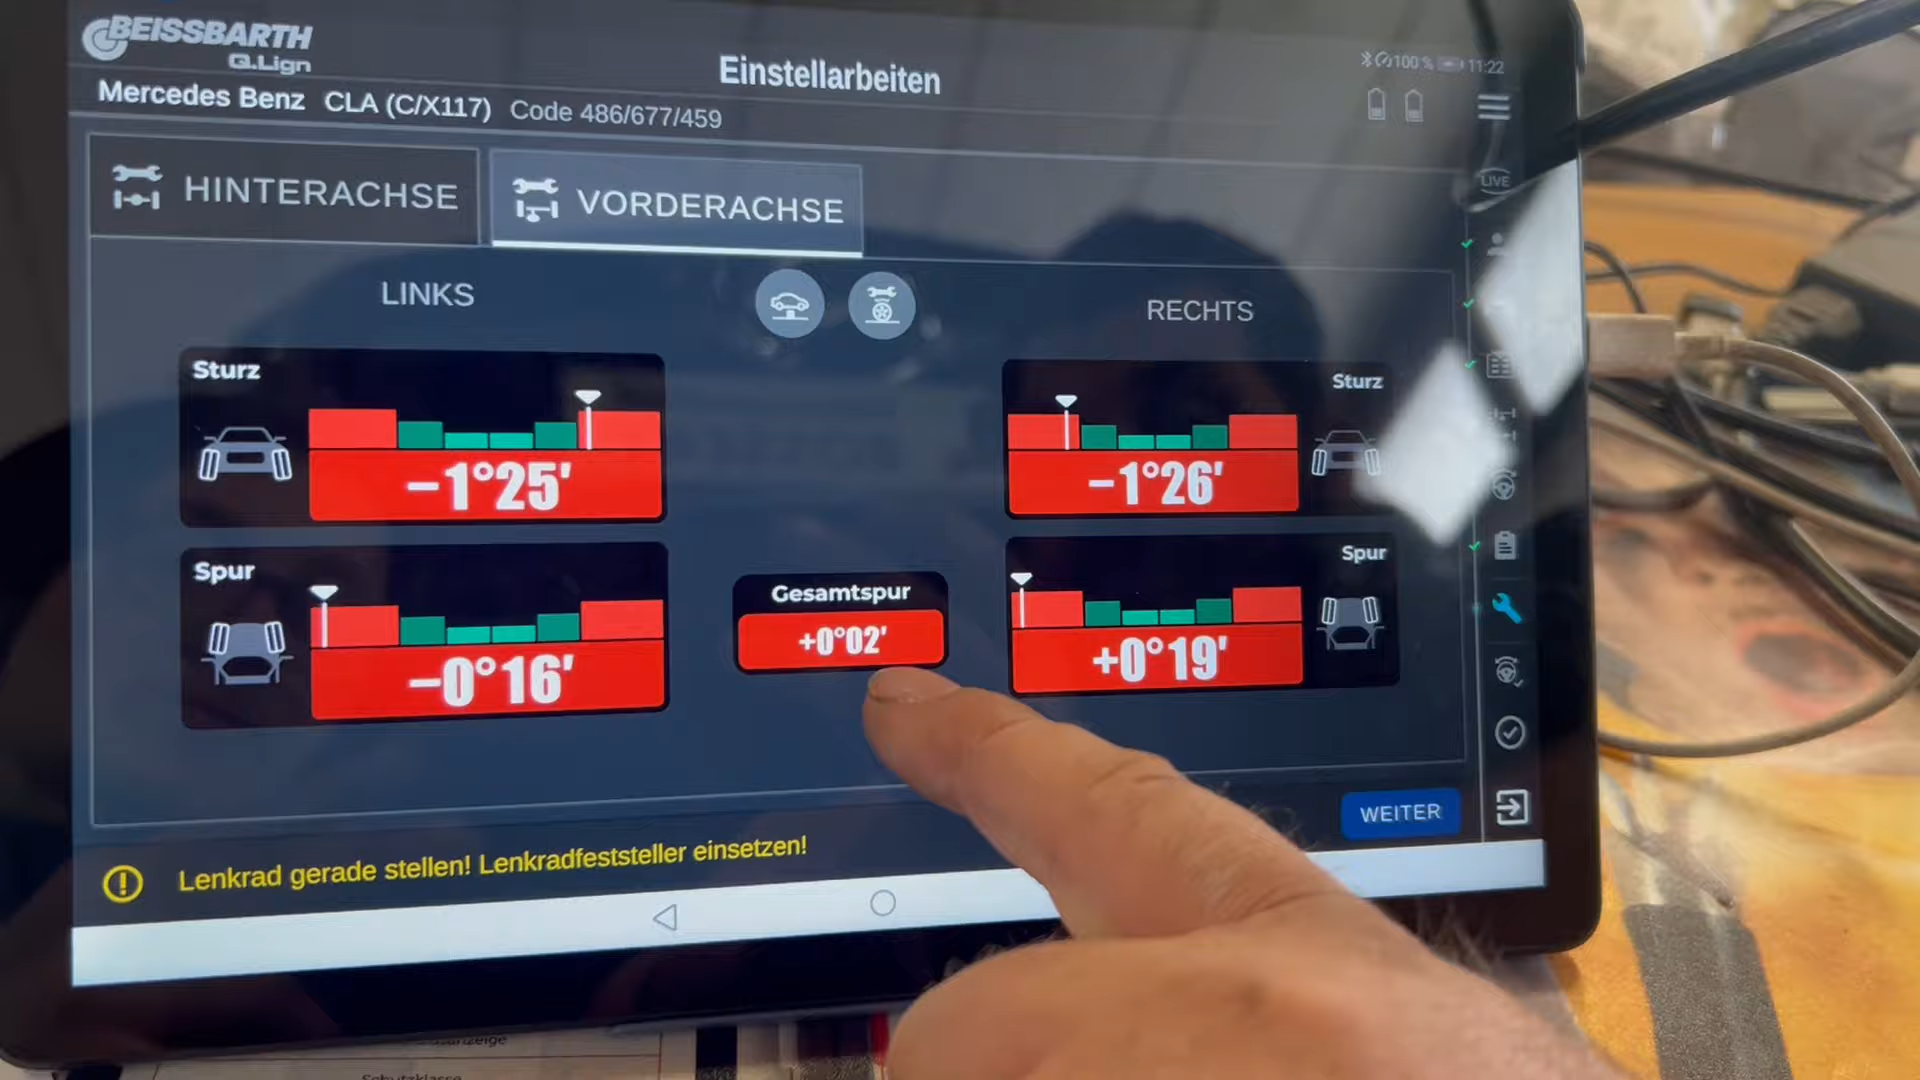 BEISSBARTH
Q.Lign
Einstellarbeiten
100 % 11:22
Mercedes Benz CLA (C/X117) Code 486/677/459
HINTERACHSE
VORDERACHSE
LIVE
LINKS
RECHTS
Sturz
−1°25'
Sturz
−1°26'
Spur
−0°16'
Gesamtspur
+0°02'
Spur
+0°19'
WEITER
Lenkrad gerade stellen! Lenkradfeststeller einsetzen!
Schutzklasse